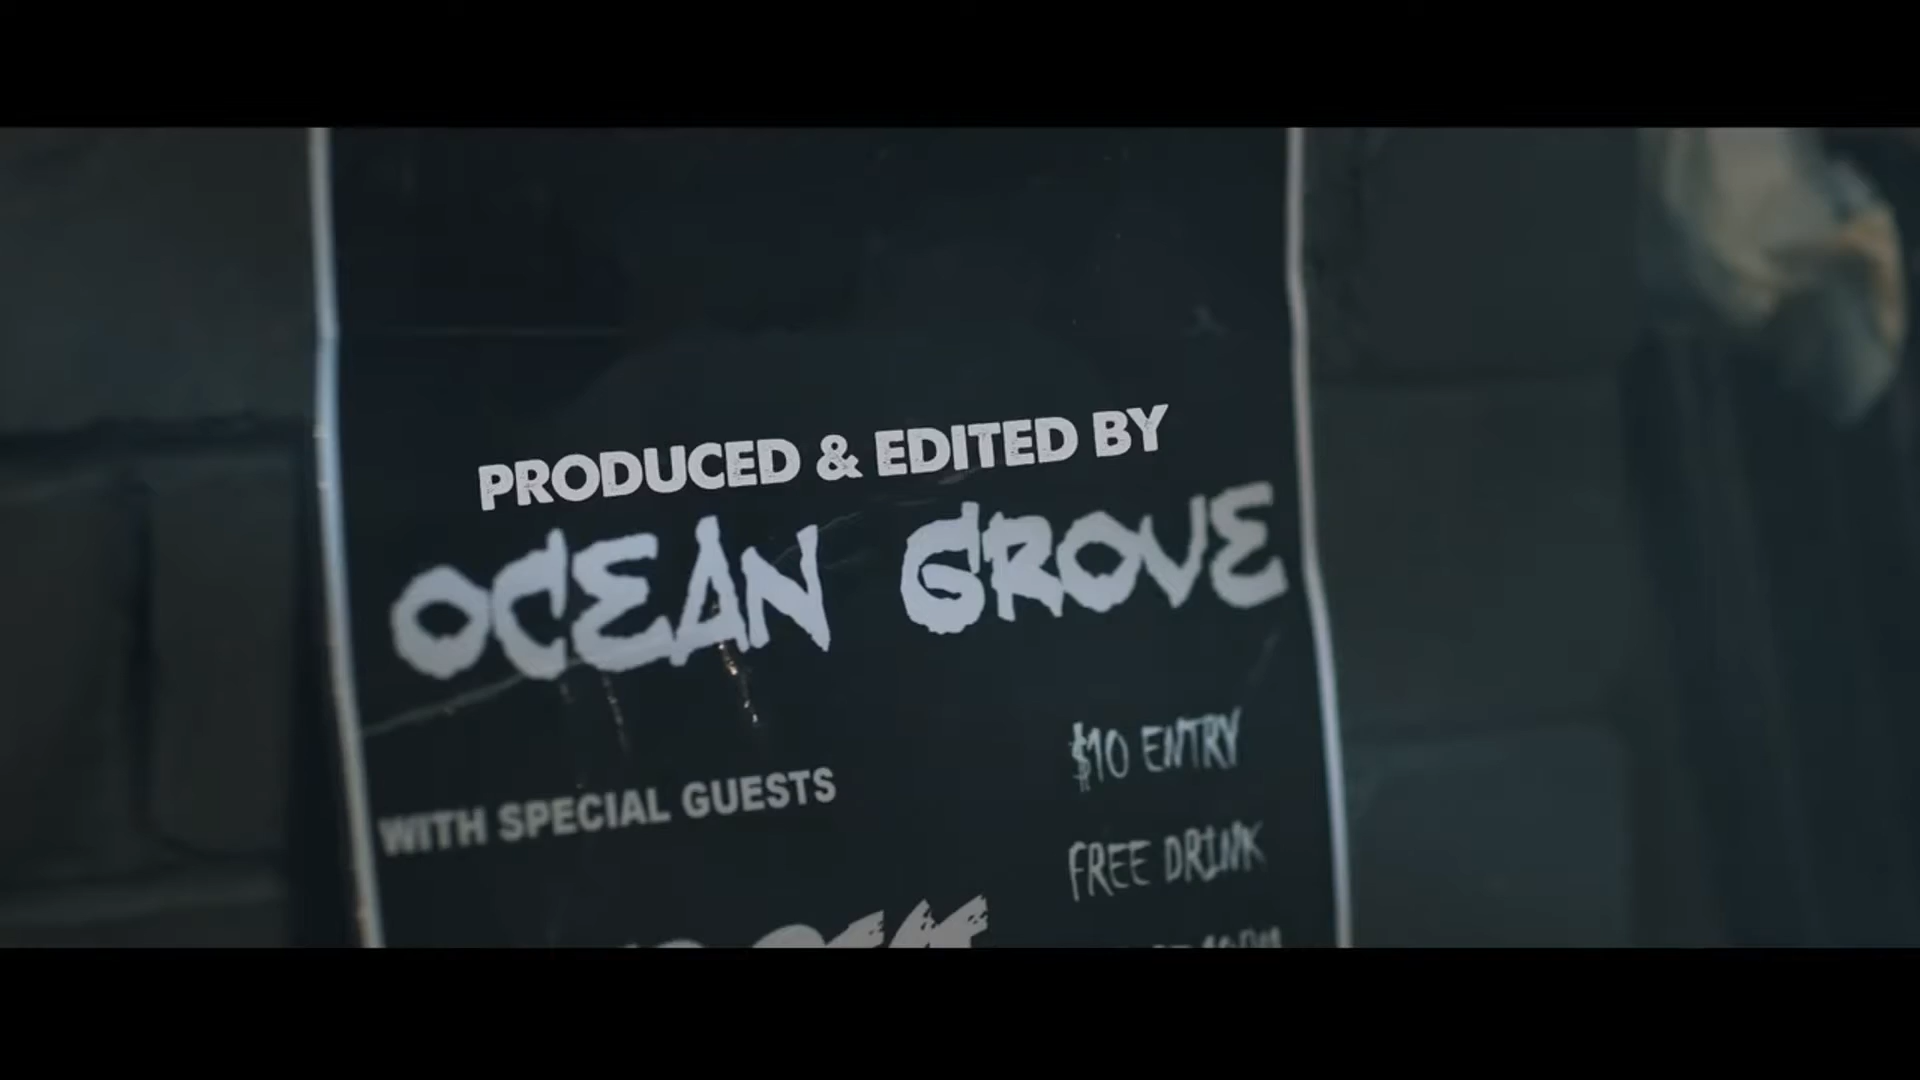 PRODUCED & EDITED BY
OCEAN GROVE
$10 ENTRY
WITH SPECIAL GUESTS
FREE DRINK